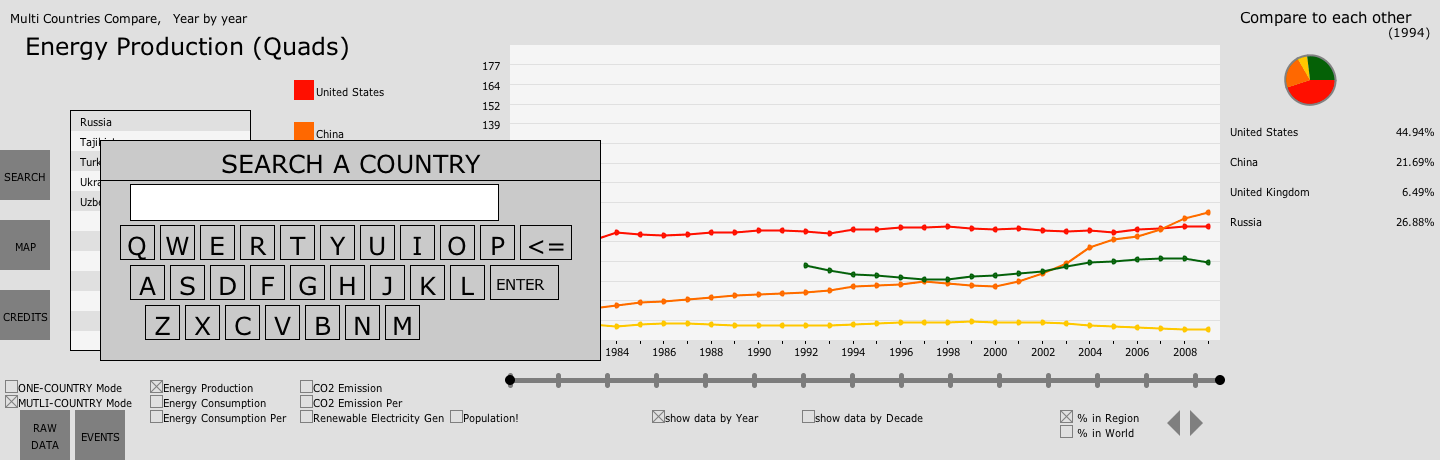 Multi Countries Compare,   Year by year
Energy Production (Quads)
Compare to each other
(1994)
United States
China
177
164
152
139
Russia
SEARCH
MAP
CREDITS
SEARCH A COUNTRY
Q W E R T Y U I O P <=
A S D F G H J K L ENTER
Z X C V B N M
1984 1986 1988 1990 1992 1994 1996 1998 2000 2002 2004 2006 2008
United States 44.94%
China 21.69%
United Kingdom 6.49%
Russia 26.88%
ONE-COUNTRY Mode
MUTLI-COUNTRY Mode
Energy Production
Energy Consumption
Energy Consumption Per
CO2 Emission
CO2 Emission Per
Renewable Electricity Gen
Population!
show data by Year
show data by Decade
% in Region
% in World
RAW
DATA
EVENTS